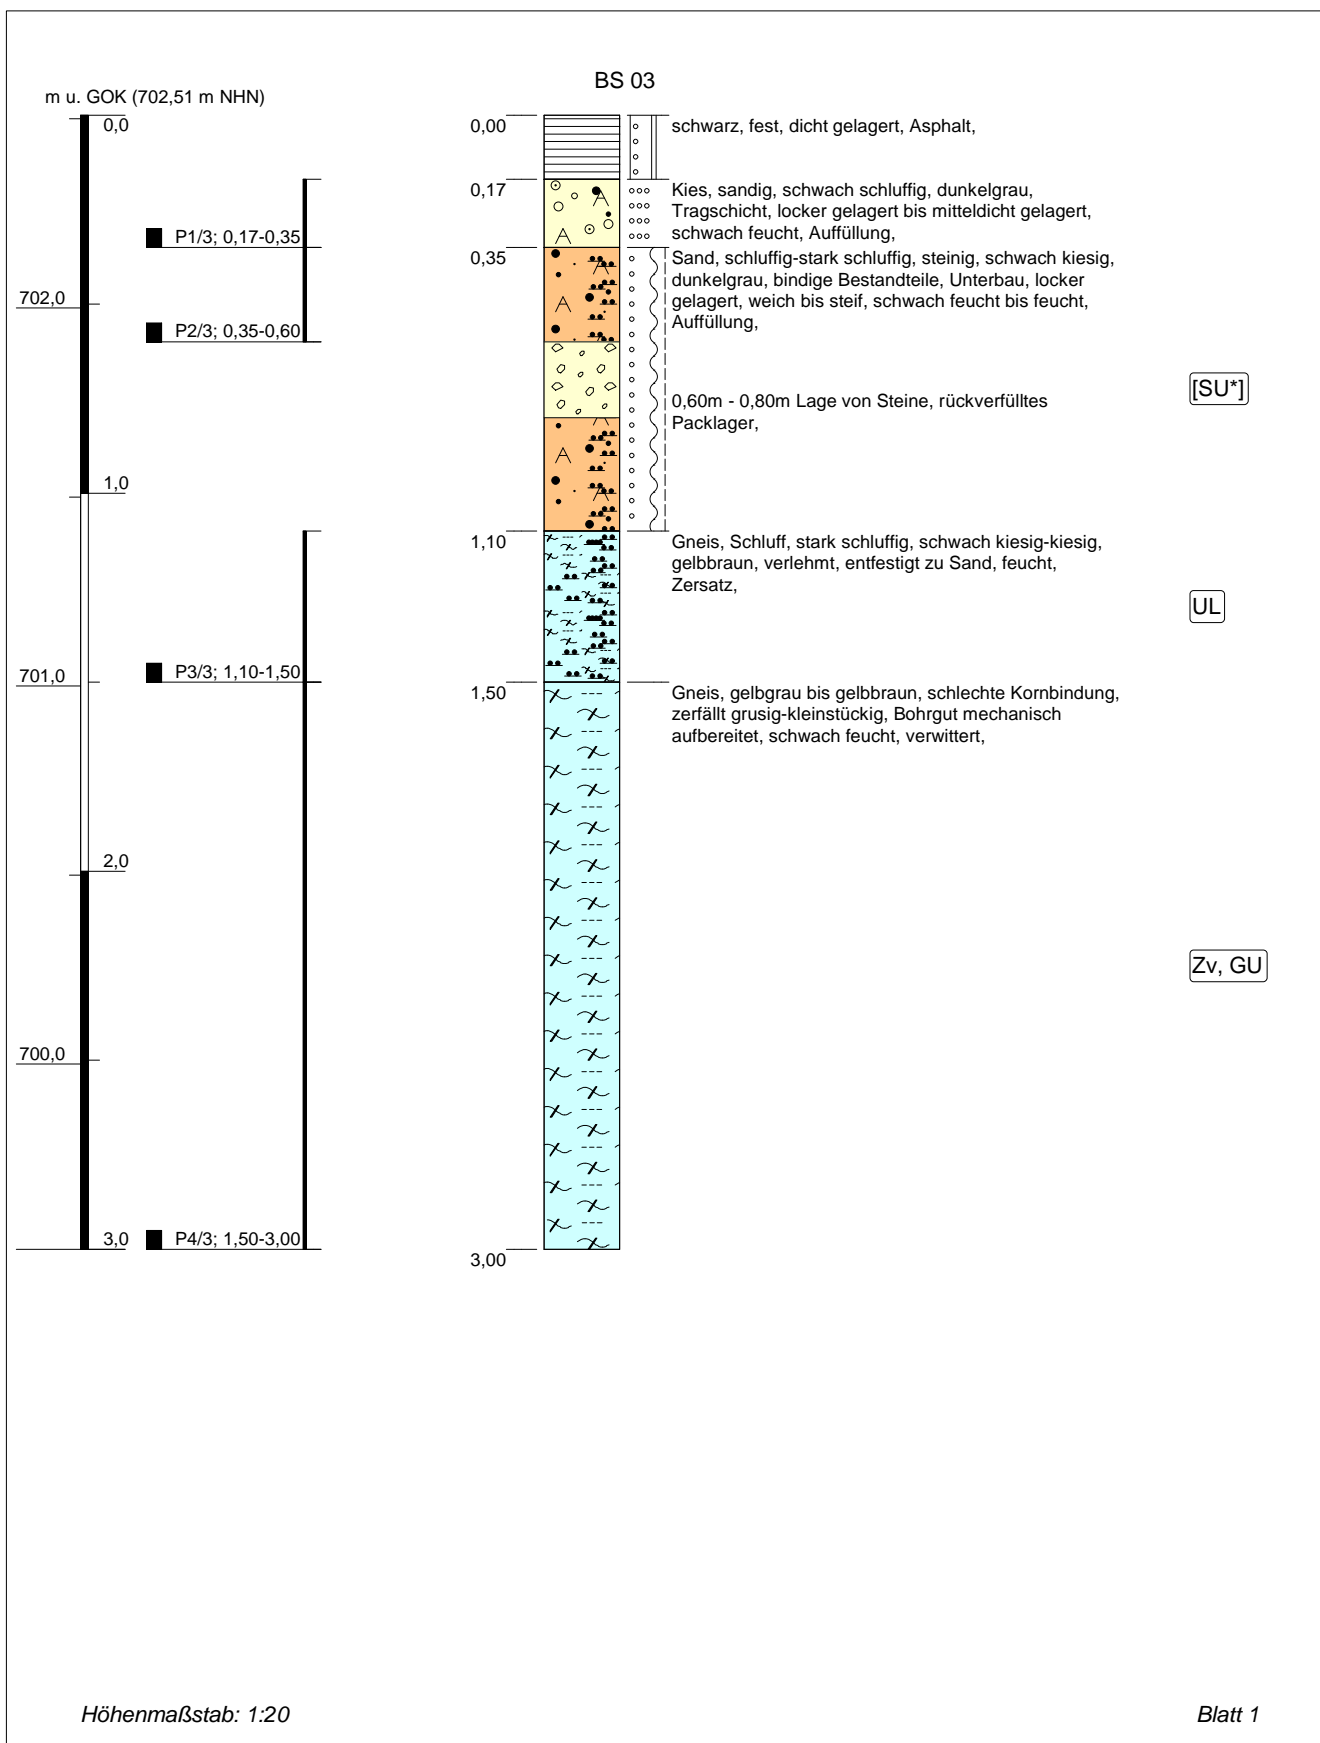 BS 03
m u. GOK (702,51 m NHN)
0,0
0,00
schwarz, fest, dicht gelagert, Asphalt,
0,17
Kies, sandig, schwach schluffig, dunkelgrau,
Tragschicht, locker gelagert bis mitteldicht gelagert,
schwach feucht, Auffüllung,
P1/3; 0,17-0,35
0,35
Sand, schluffig-stark schluffig, steinig, schwach kiesig,
dunkelgrau, bindige Bestandteile, Unterbau, locker
gelagert, weich bis steif, schwach feucht bis feucht,
Auffüllung,
702,0
P2/3; 0,35-0,60
[SU*]
0,60m - 0,80m Lage von Steine, rückverfülltes
Packlager,
1,0
1,10
Gneis, Schluff, stark schluffig, schwach kiesig-kiesig,
gelbbraun, verlehmt, entfestigt zu Sand, feucht,
Zersatz,
UL
701,0
P3/3; 1,10-1,50
1,50
Gneis, gelbgrau bis gelbbraun, schlechte Kornbindung,
zerfällt grusig-kleinstückig, Bohrgut mechanisch
aufbereitet, schwach feucht, verwittert,
2,0
Zv, GU
700,0
3,0
P4/3; 1,50-3,00
3,00
Höhenmaßstab: 1:20
Blatt 1